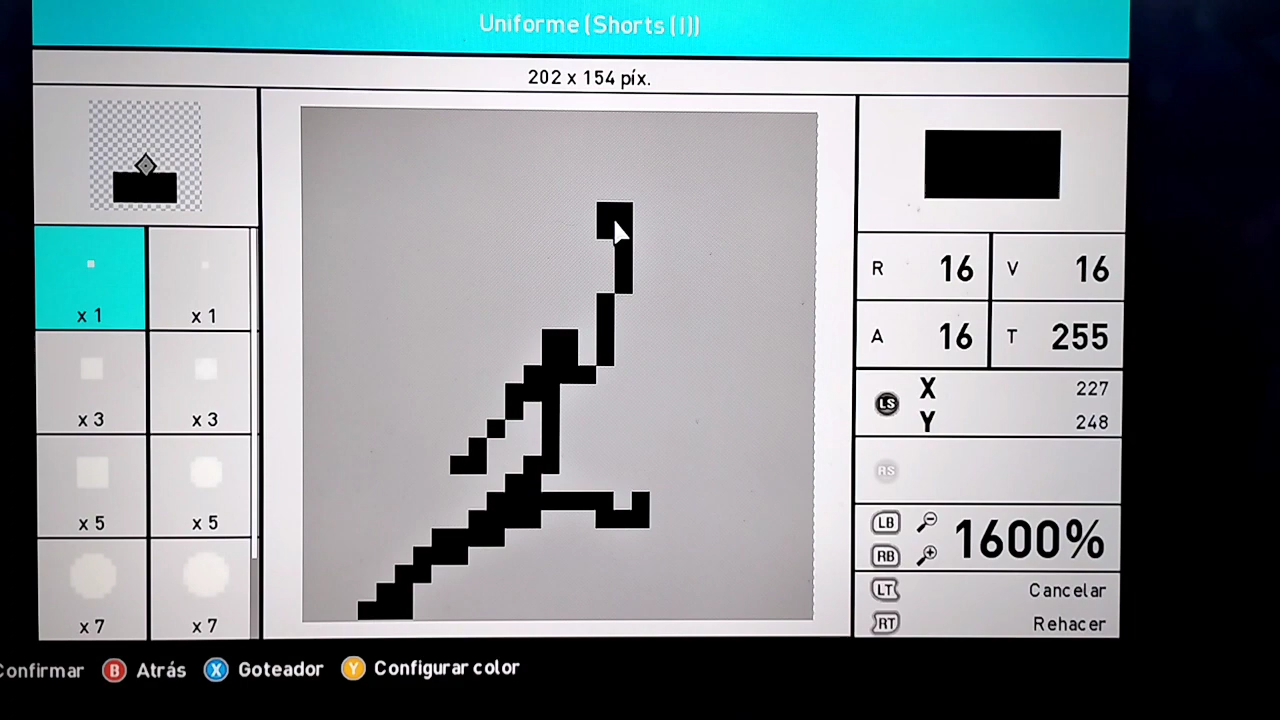 Uniforme (Shorts (I))
202 x 154 píx.
x 1
x 1
x 3
x 3
x 5
x 5
x 7
x 7
R 16
V 16
A 16
T 255
LS X 227
Y 248
RS
LB
RB
1600%
LT Cancelar
RT Rehacer
Confirmar B Atrás X Goteador Y Configurar color